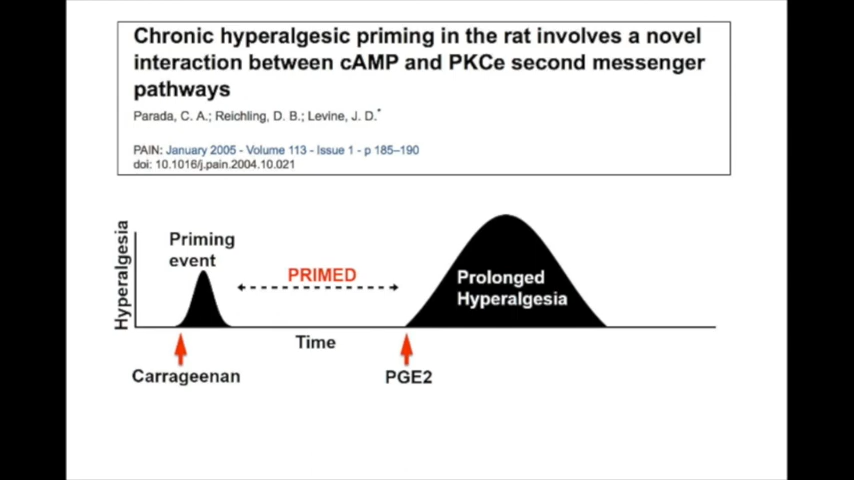 Chronic hyperalgesic priming in the rat involves a novel
interaction between cAMP and PKCe second messenger
pathways
Parada, C. A.; Reichling, D. B.; Levine, J. D.*
PAIN: January 2005 - Volume 113 - Issue 1 - p 185–190
doi: 10.1016/j.pain.2004.10.021
Hyperalgesia
Priming
event
PRIMED
Prolonged
Hyperalgesia
Time
Carrageenan
PGE2